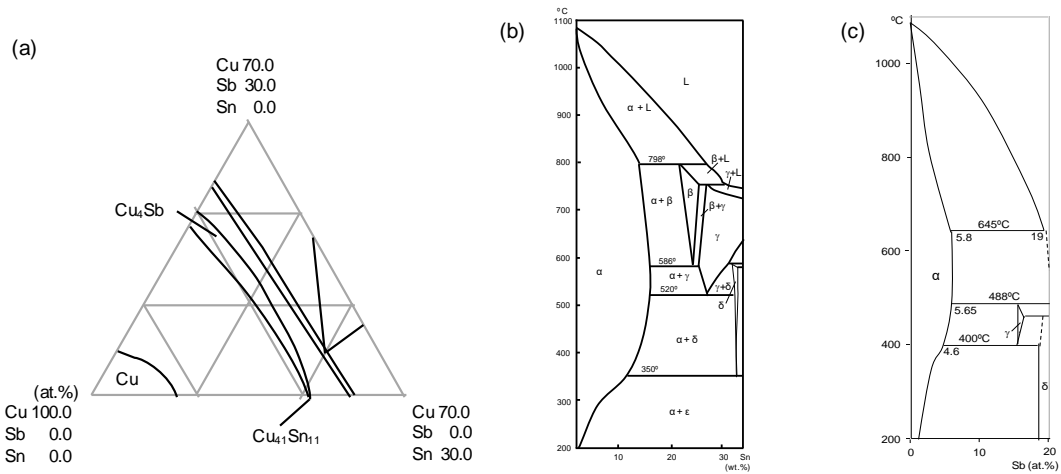 (a)
Cu 70.0
Sb 30.0
Sn 0.0
Cu₄Sb
Cu
(at.%)
Cu 100.0
Sb 0.0
Sn 0.0
Cu₄₁Sn₁₁
Cu 70.0
Sb 0.0
Sn 30.0
(b)
°C
1100
1000
900
800
700
600
500
400
300
200
L
α + L
798º
β+L
γ+L
α + β
β
β+γ
γ
586º
α
α + γ
520º
γ+δ
δ
α + δ
350º
α + ε
10
20
30
Sn
(wt.%)
(c)
ºC
1000
800
600
400
200
645ºC
5.8
19
α
488ºC
5.65
γ
400ºC
4.6
δ
0
10
20
Sb (at.%)